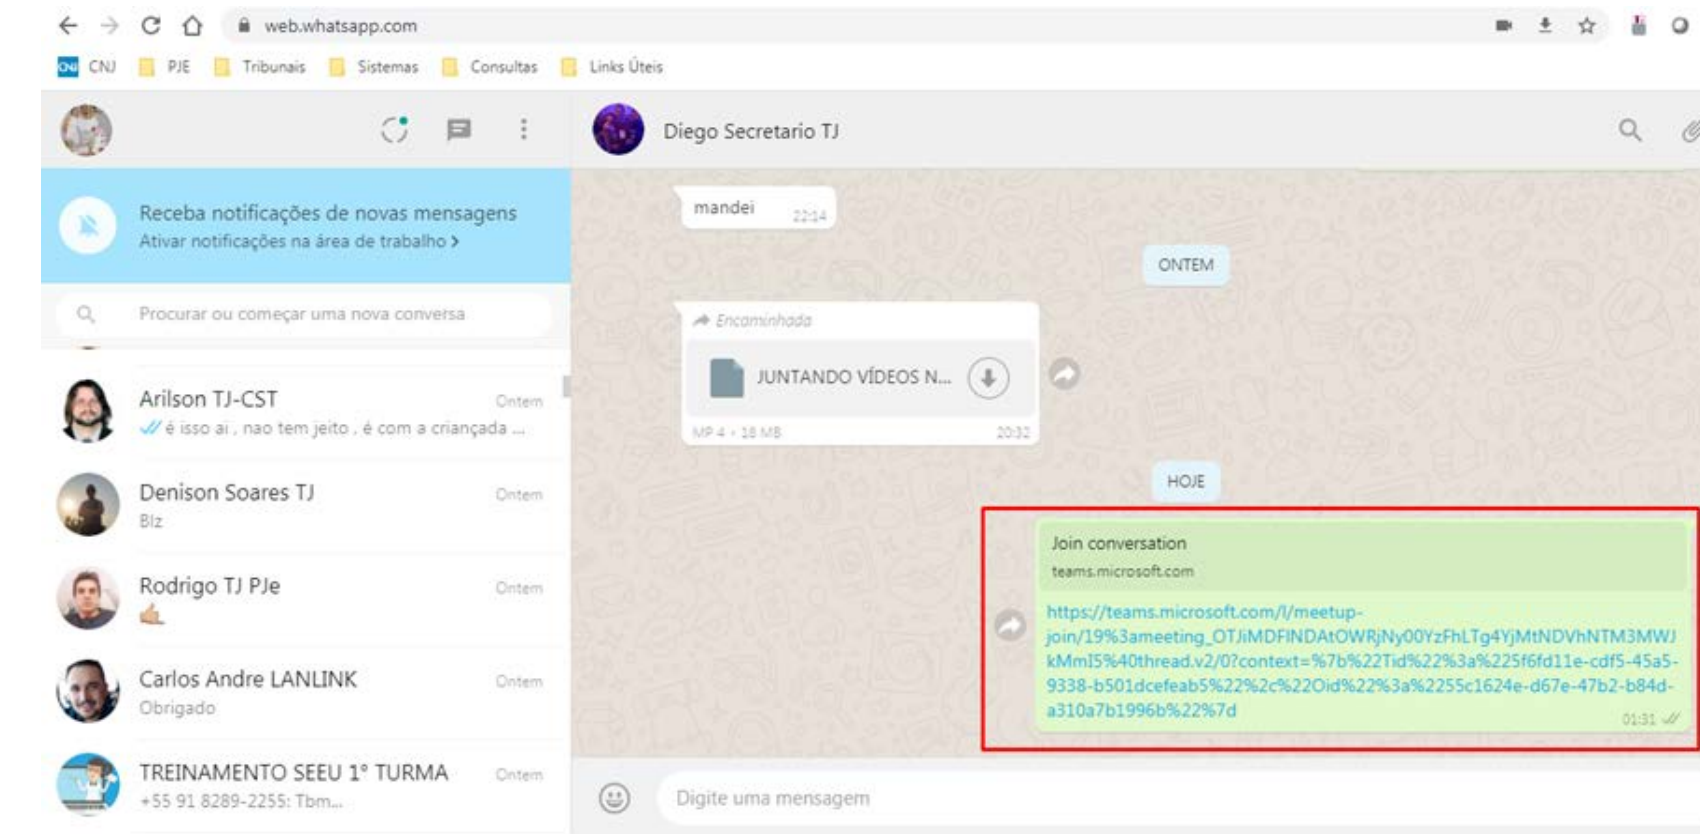 web.whatsapp.com
CNJ CNJ PJE Tribunais Sistemas Consultas Links Úteis
Diego Secretario TJ
Receba notificações de novas mensagens
Ativar notificações na área de trabalho >
Procurar ou começar uma nova conversa
Arilson TJ-CST Ontem
é isso ai , nao tem jeito . é com a criançada ...
Denison Soares TJ Ontem
Blz
Rodrigo TJ PJe Ontem
Carlos Andre LANLINK Ontem
Obrigado
TREINAMENTO SEEU 1° TURMA Ontem
+55 91 8289-2255: Tbm...
mandei 22:14
ONTEM
Encaminhada
JUNTANDO VÍDEOS N...
MP 4 • 18 MB 20:32
HOJE
Join conversation
teams.microsoft.com
https://teams.microsoft.com/l/meetup-
join/19%3ameeting_OTJiMDFlNDAtOWRjNy00YzFhLTg4YjMtNDVhNTM3MWJ
kMmI5%40thread.v2/0?context=%7b%22Tid%22%3a%225f6fd11e-cdf5-45a5-
9338-b501dcefeab5%22%2c%22Oid%22%3a%2255c1624e-d67e-47b2-b84d-
a310a7b1996b%22%7d
01:31
Digite uma mensagem